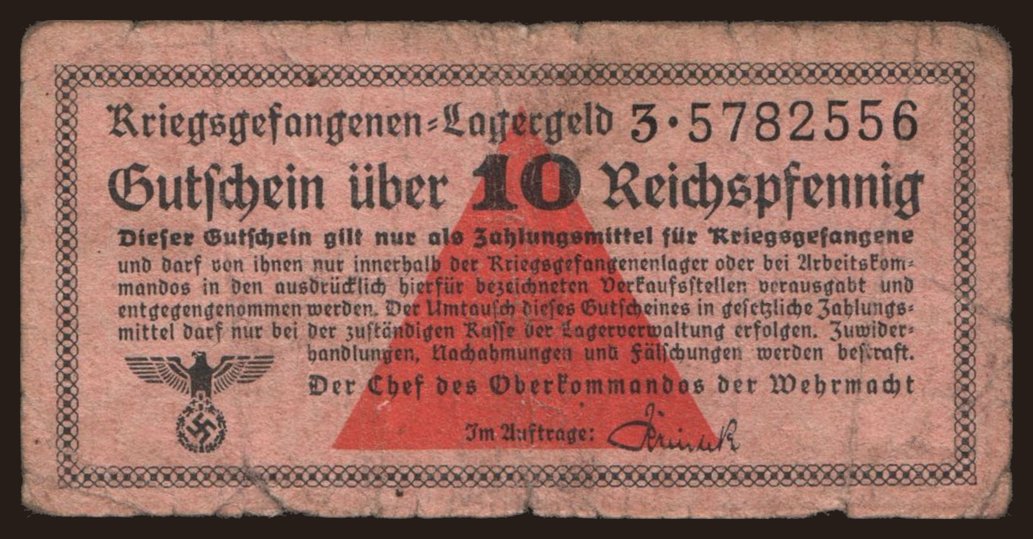 Kriegsgefangenen=Lagergeld 3·5782556
Gutschein über 10 Reichspfennig
Dieser Gutschein gilt nur als Zahlungsmittel für Kriegsgefangene
und darf von ihnen nur innerhalb der Kriegsgefangenenlager oder bei Arbeitskom=
mandos in den ausdrücklich hierfür bezeichneten Verkaufsstellen verausgabt und
entgegengenommen werden. Der Umtausch dieses Gutscheines in gesetzliche Zahlungs=
mittel darf nur bei der zuständigen Kasse der Lagerverwaltung erfolgen. Zuwider=
handlungen, Nachahmungen und Fälschungen werden bestraft.
Der Chef des Oberkommandos der Wehrmacht
Im Auftrage: